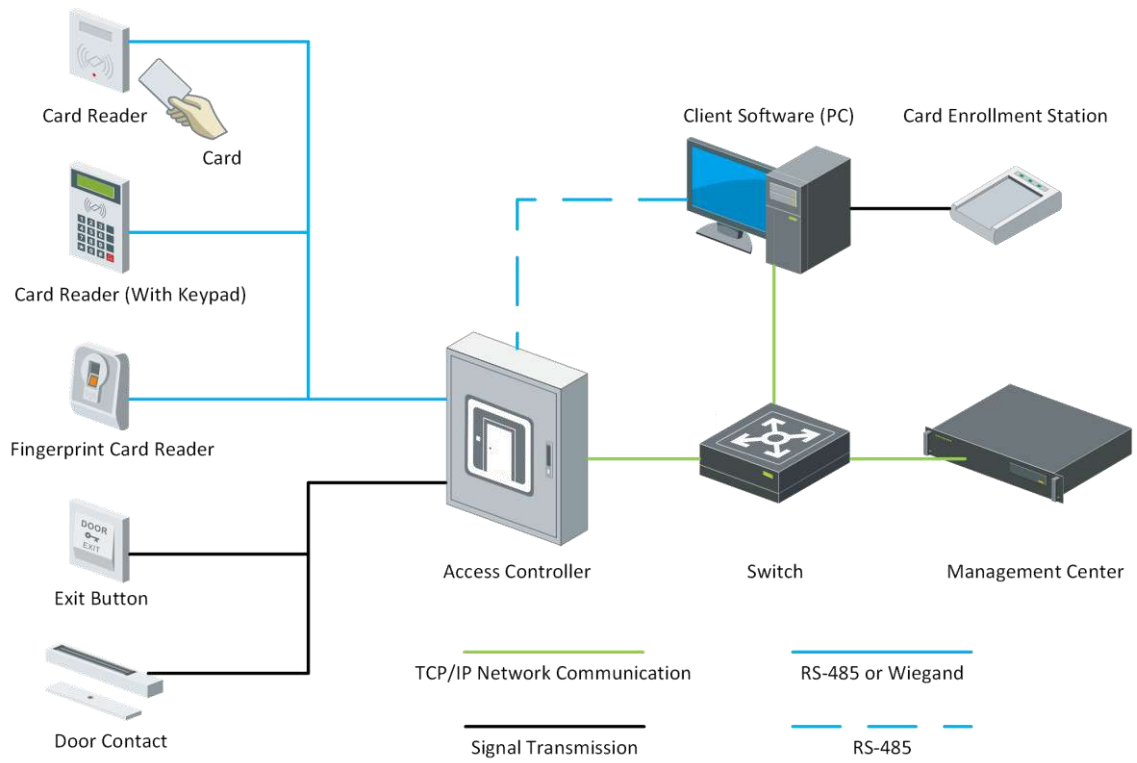 Card Reader
Card
Client Software (PC)
Card Enrollment Station
Card Reader (With Keypad)
Fingerprint Card Reader
DOOR
EXIT
Exit Button
Access Controller
Switch
Management Center
Door Contact
TCP/IP Network Communication
RS-485 or Wiegand
Signal Transmission
RS-485